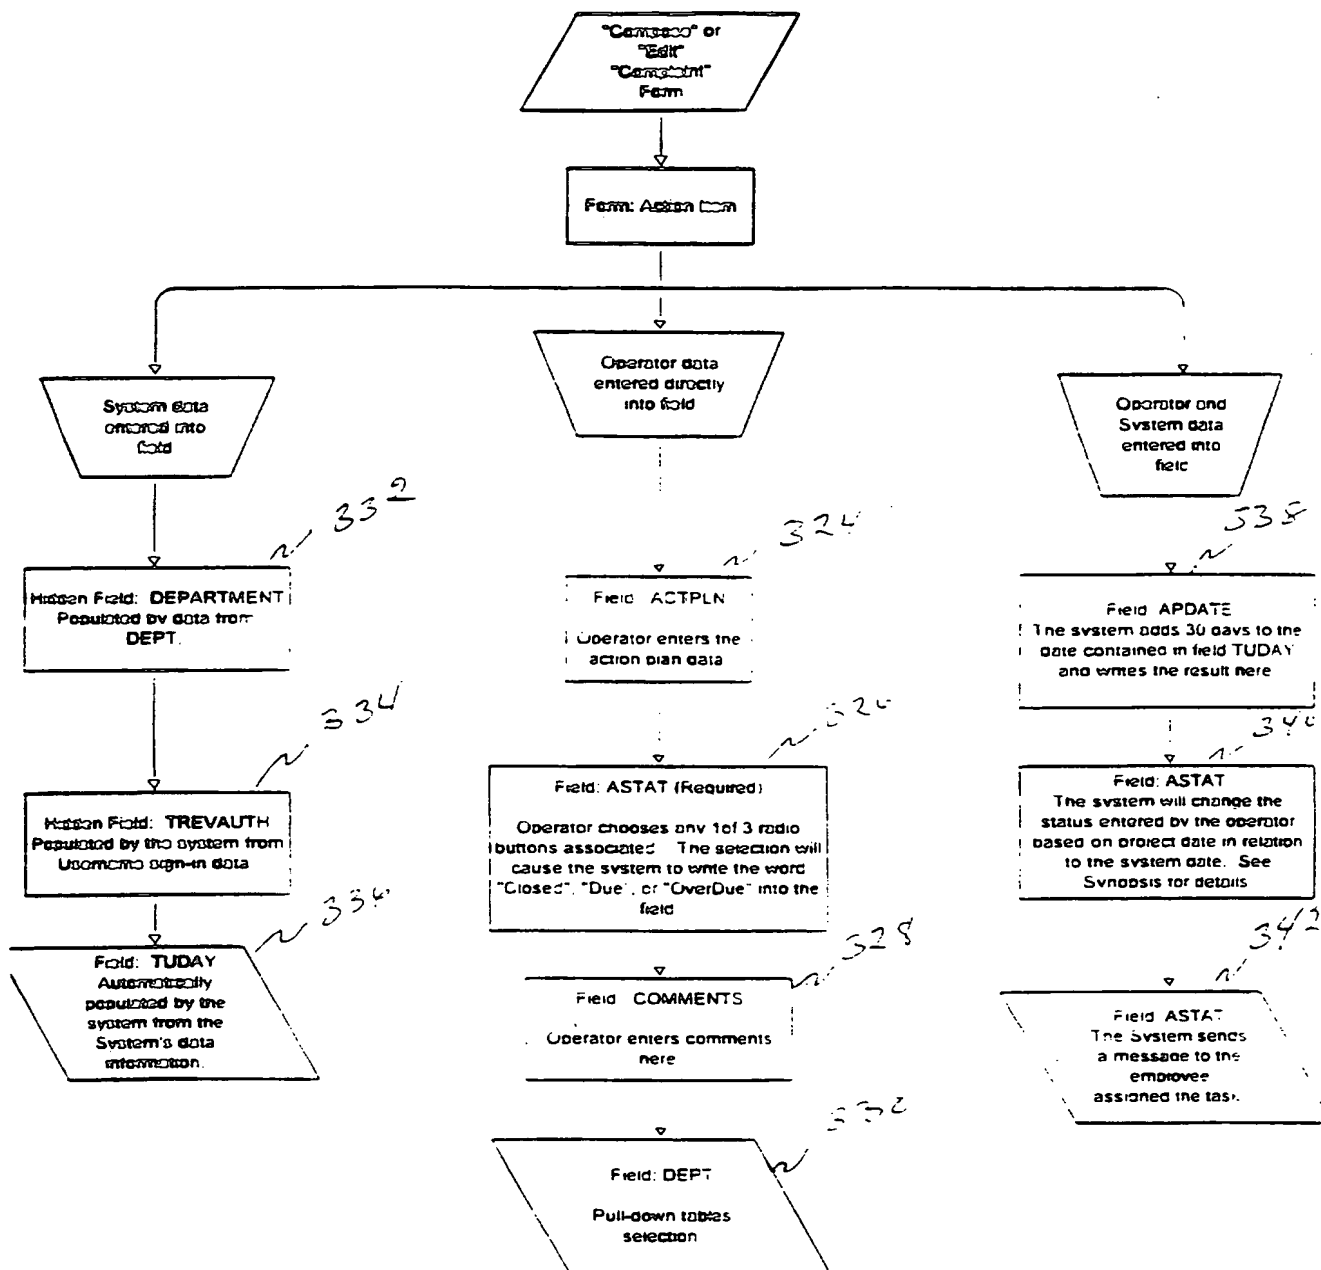 "Compose" or
"Edit"
"Complaint"
Form
Form: Action Item
System data
entered into
field
Operator data
entered directly
into field
Operator and
System data
entered into
field
332
324
Hidden Field: DEPARTMENT
Populated by data from
DEPT.
Field ACTPLN
Operator enters the
action plan data
Field APDATE
The system adds 30 days to the
date contained in field TUDAY
and writes the result here
334
Hidden Field: TREVAUTH
Populated by the system from
Username sign-in data
Field: ASTAT (Required)
Operator chooses any 1of 3 radio
buttons associated The selection will
cause the system to write the word
"Closed", "Due", or "OverDue" into the
field
Field: ASTAT
The system will change the
status entered by the operator
based on project date in relation
to the system date. See
Synopsis for details
328
342
Field: TUDAY
Automatically
populated by the
system from the
System's data
information.
Field COMMENTS
Operator enters comments
here
Field: ASTAT
The System sends
a message to the
employee
assigned the task.
Field: DEPT
Pull-down tables
selection